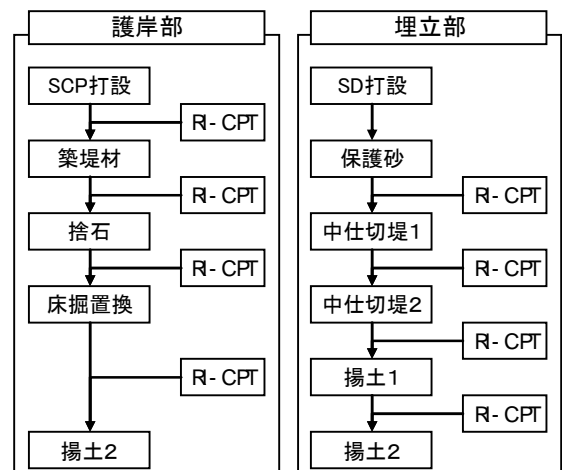 護岸部
SCP打設
RI-CPT
築堤材
RI-CPT
捨石
RI-CPT
床掘置換
RI-CPT
揚土2
埋立部
SD打設
保護砂
RI-CPT
中仕切堤1
RI-CPT
中仕切堤2
RI-CPT
揚土1
RI-CPT
揚土2